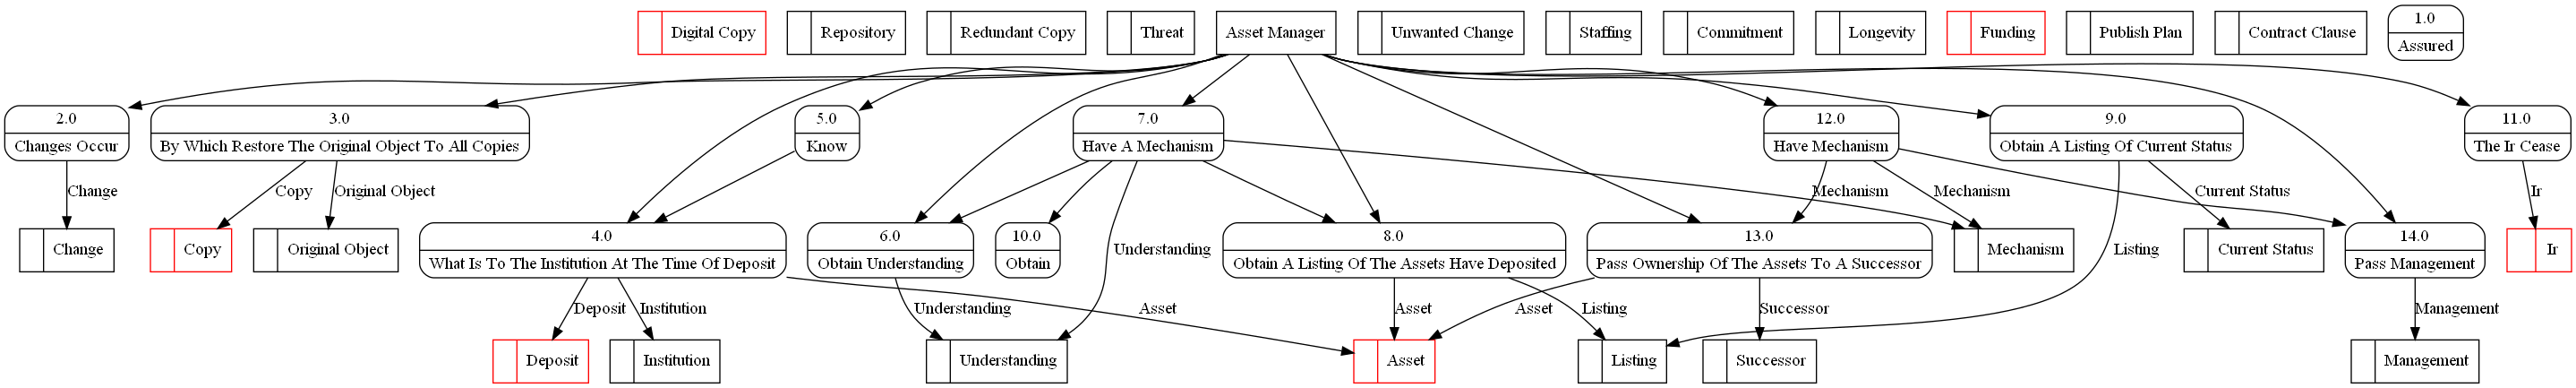 Digital Copy
Repository
Redundant Copy
Threat
Asset Manager
Unwanted Change
Staffing
Commitment
Longevity
Funding
Publish Plan
Contract Clause
1.0
Assured
2.0
Changes Occur
3.0
By Which Restore The Original Object To All Copies
5.0
Know
7.0
Have A Mechanism
12.0
Have Mechanism
9.0
Obtain A Listing Of Current Status
11.0
The Ir Cease
Change
Copy
Original Object
Understanding
Mechanism
Mechanism
Listing
Current Status
Ir
Change
Copy
Original Object
4.0
What Is To The Institution At The Time Of Deposit
6.0
Obtain Understanding
10.0
Obtain
8.0
Obtain A Listing Of The Assets Have Deposited
13.0
Pass Ownership Of The Assets To A Successor
Mechanism
Current Status
14.0
Pass Management
Ir
Deposit
Institution
Asset
Understanding
Asset
Listing
Asset
Successor
Management
Deposit
Institution
Understanding
Asset
Listing
Successor
Management